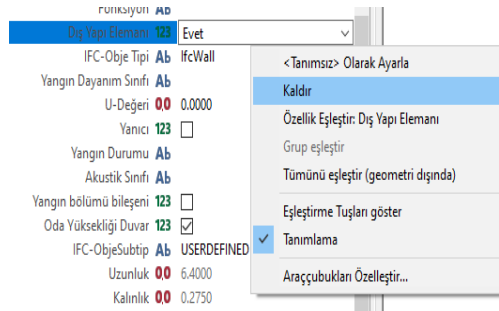 Fonksiyon Ab
Dış Yapı Elemanı 123 Evet
IFC-Obje Tipi Ab IfcWall
Yangın Dayanım Sınıfı Ab
U-Değeri 0,0 0.0000
Yanıcı 123
Yangın Durumu Ab
Akustik Sınıfı Ab
Yangın bölümü bileşeni 123
Oda Yüksekliği Duvar 123
IFC-ObjeSubtip Ab USERDEFINED
Uzunluk 0,0 6.4000
Kalınlık 0,0 0.2750
<Tanımsız> Olarak Ayarla
Kaldır
Özellik Eşleştir: Dış Yapı Elemanı
Grup eşleştir
Tümünü eşleştir (geometri dışında)
Eşleştirme Tuşları göster
Tanımlama
Araççubukları Özelleştir...